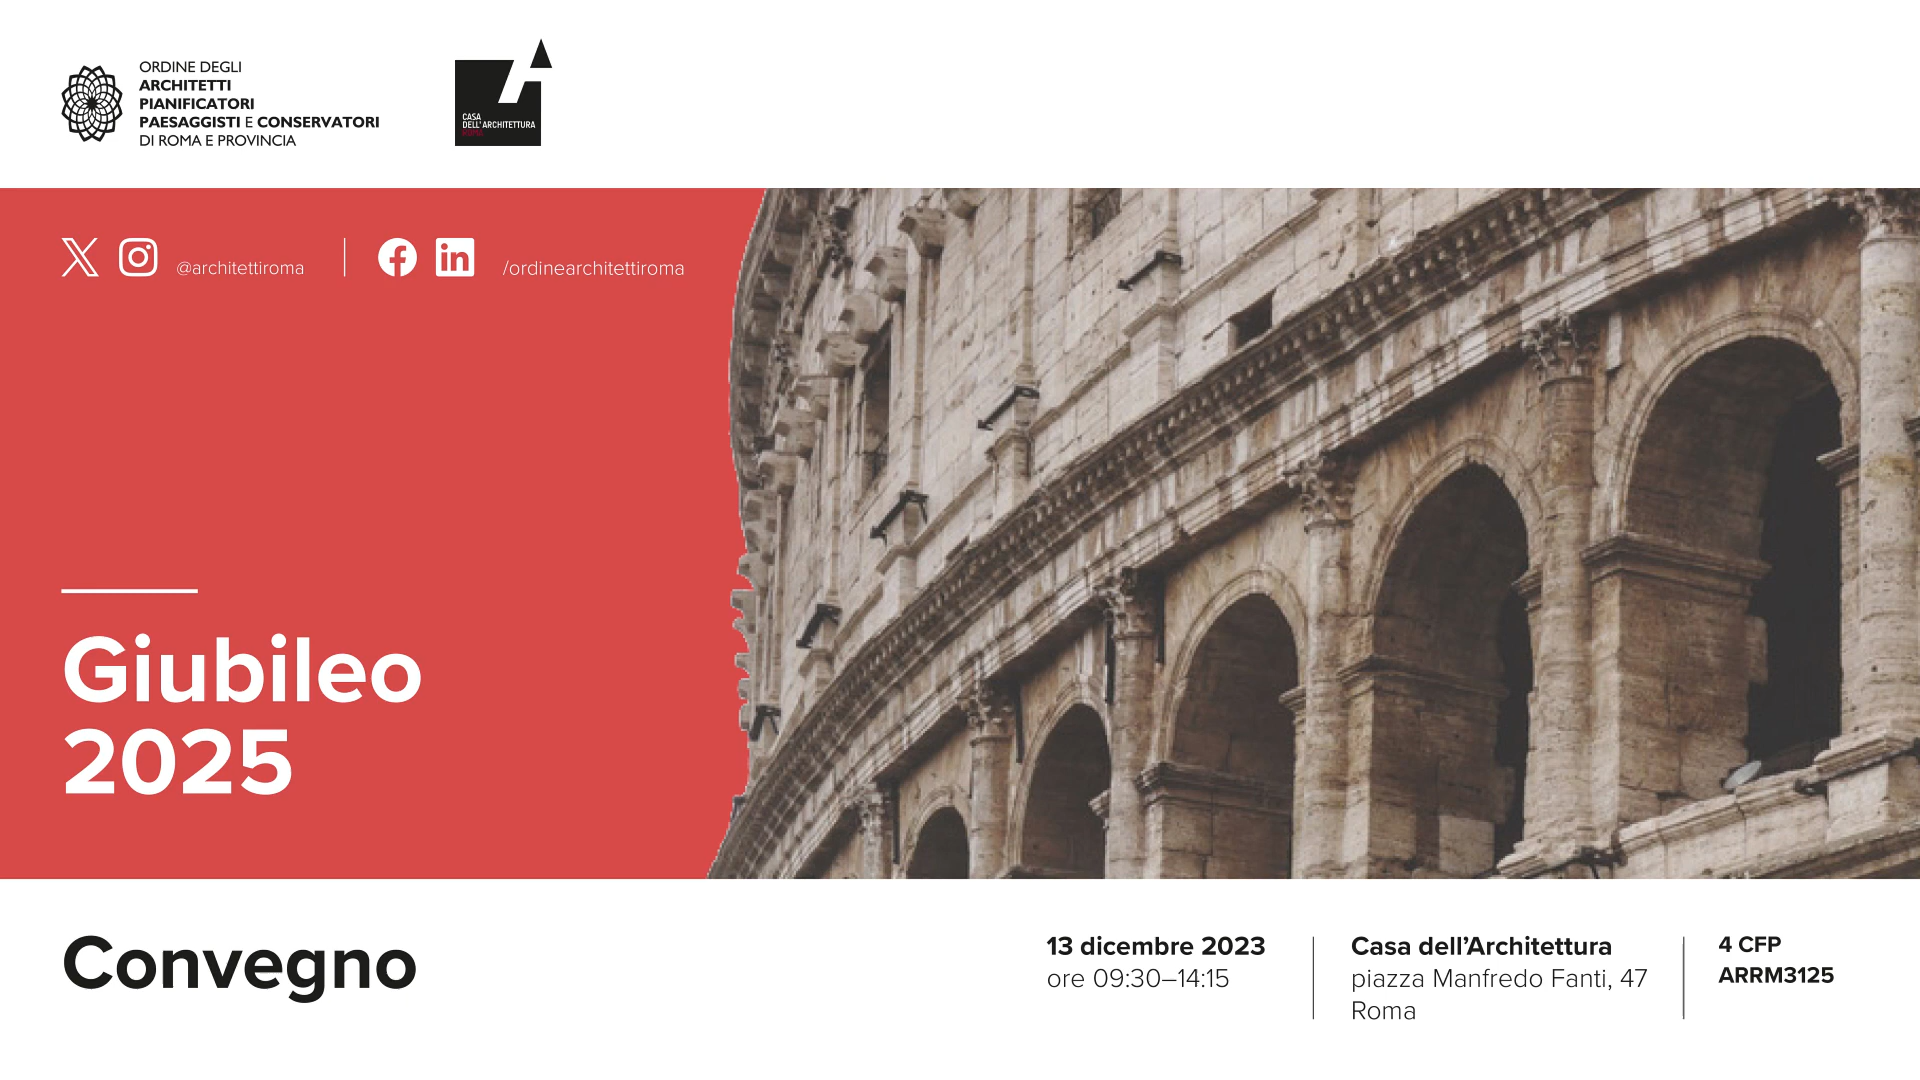 ORDINE DEGLI
ARCHITETTI
PIANIFICATORI
PAESAGGISTI E CONSERVATORI
DI ROMA E PROVINCIA
CASA
DELL'ARCHITETTURA
ROMA
@architettiroma
/ordinearchitettiroma
Giubileo
2025
Convegno
13 dicembre 2023
ore 09:30–14:15
Casa dell’Architettura
piazza Manfredo Fanti, 47
Roma
4 CFP
ARRM3125